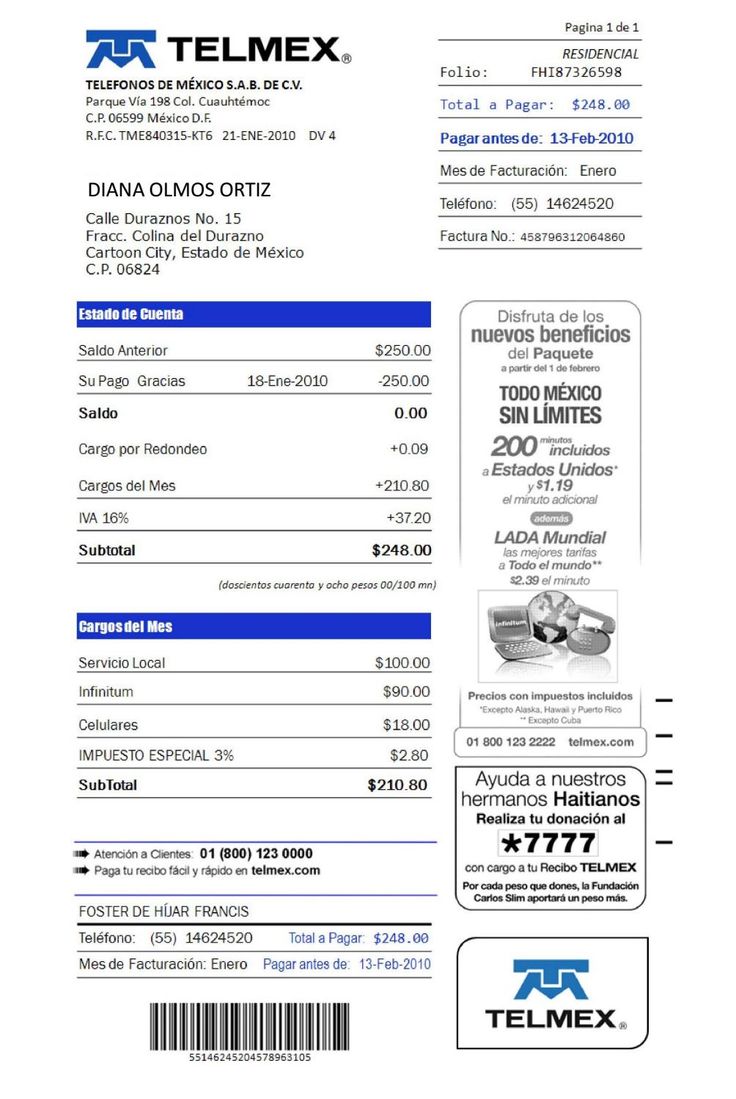 TELMEX®
TELEFONOS DE MÉXICO S.A.B. DE C.V.
Parque Vía 198 Col. Cuauhtémoc
C.P. 06599 México D.F.
R.F.C. TME840315-KT6 21-ENE-2010 DV 4
Pagina 1 de 1
RESIDENCIAL
Folio: FHI87326598
Total a Pagar: $248.00
Pagar antes de: 13-Feb-2010
Mes de Facturación: Enero
Teléfono: (55) 14624520
Factura No.: 458796312064860
DIANA OLMOS ORTIZ
Calle Duraznos No. 15
Fracc. Colina del Durazno
Cartoon City, Estado de México
C.P. 06824
Estado de Cuenta
Saldo Anterior $250.00
Su Pago Gracias 18-Ene-2010 -250.00
Saldo 0.00
Cargo por Redondeo +0.09
Cargos del Mes +210.80
IVA 16% +37.20
Subtotal $248.00
(doscientos cuarenta y ocho pesos 00/100 mn)
Cargos del Mes
Servicio Local $100.00
Infinitum $90.00
Celulares $18.00
IMPUESTO ESPECIAL 3% $2.80
SubTotal $210.80
Atención a Clientes: 01 (800) 123 0000
Paga tu recibo fácil y rápido en telmex.com
FOSTER DE HÍJAR FRANCIS
Teléfono: (55) 14624520 Total a Pagar: $248.00
Mes de Facturación: Enero Pagar antes de: 13-Feb-2010
55146245204578963105
Disfruta de los
nuevos beneficios
del Paquete
a partir del 1 de febrero
TODO MÉXICO
SIN LÍMITES
200 minutos incluidos
a Estados Unidos*
y $1.19
el minuto adicional
además
LADA Mundial
las mejores tarifas
a Todo el mundo**
$2.39 el minuto
infinitum
Precios con impuestos incluidos
*Excepto Alaska, Hawaii y Puerto Rico
** Excepto Cuba
01 800 123 2222 telmex.com
Ayuda a nuestros
hermanos Haitianos
Realiza tu donación al
*7777
con cargo a tu Recibo TELMEX
Por cada peso que dones, la Fundación
Carlos Slim aportará un peso más.
TELMEX®